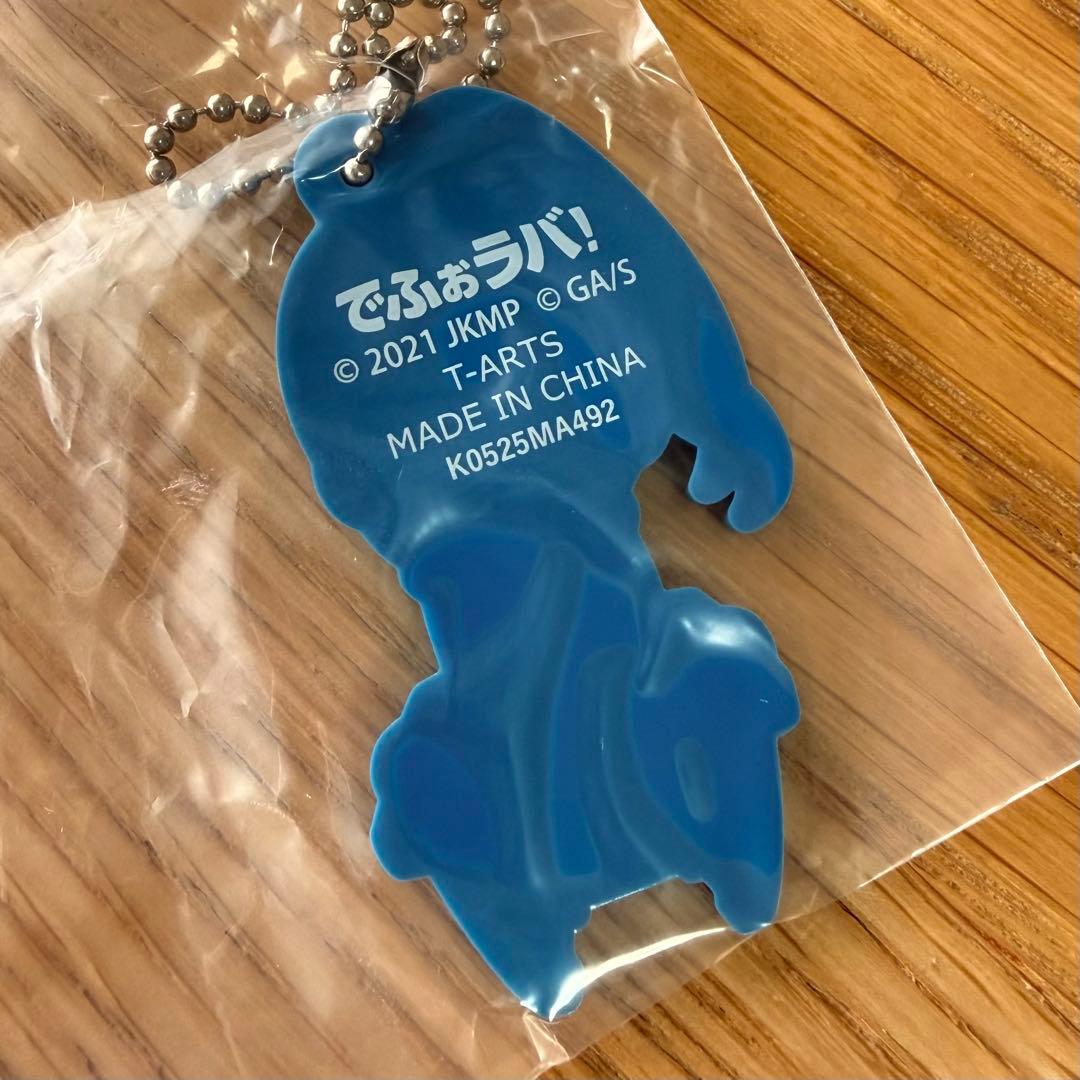 でふぉラバ!
© 2021 JKMP © GA/S
T-ARTS
MADE IN CHINA
K0525MA492